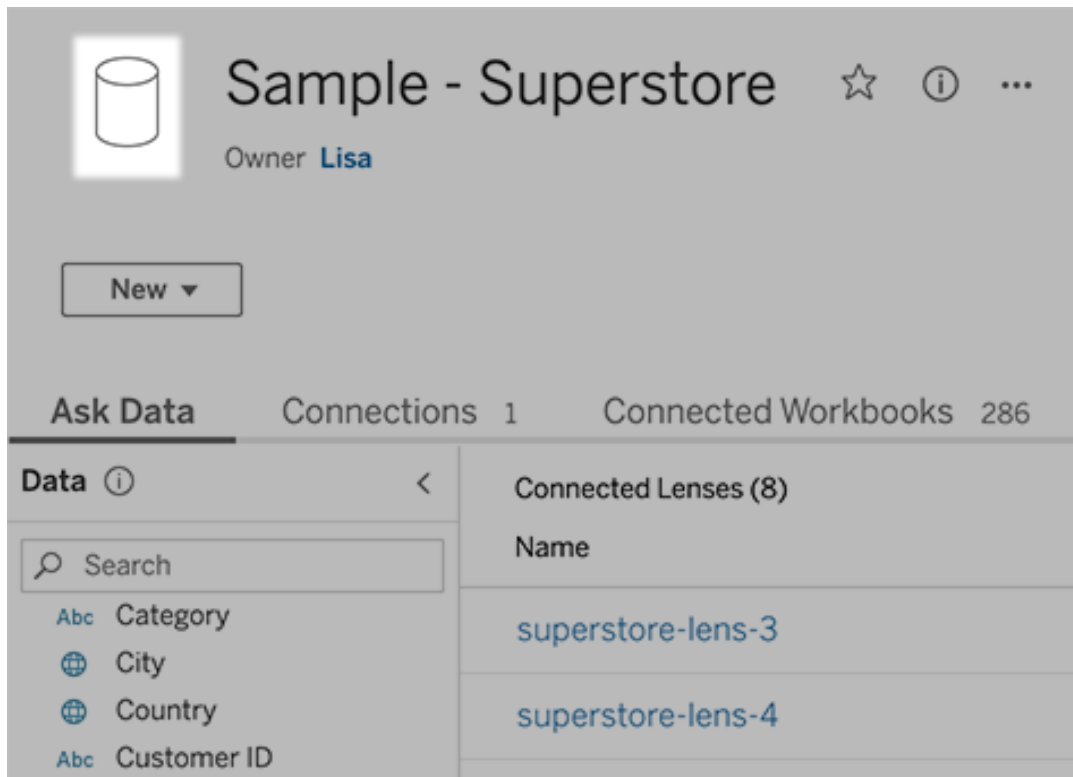 Sample - Superstore
Owner Lisa
New
Ask Data Connections 1 Connected Workbooks 286
Data
Search
Abc Category
City
Country
Abc Customer ID
Connected Lenses (8)
Name
superstore-lens-3
superstore-lens-4